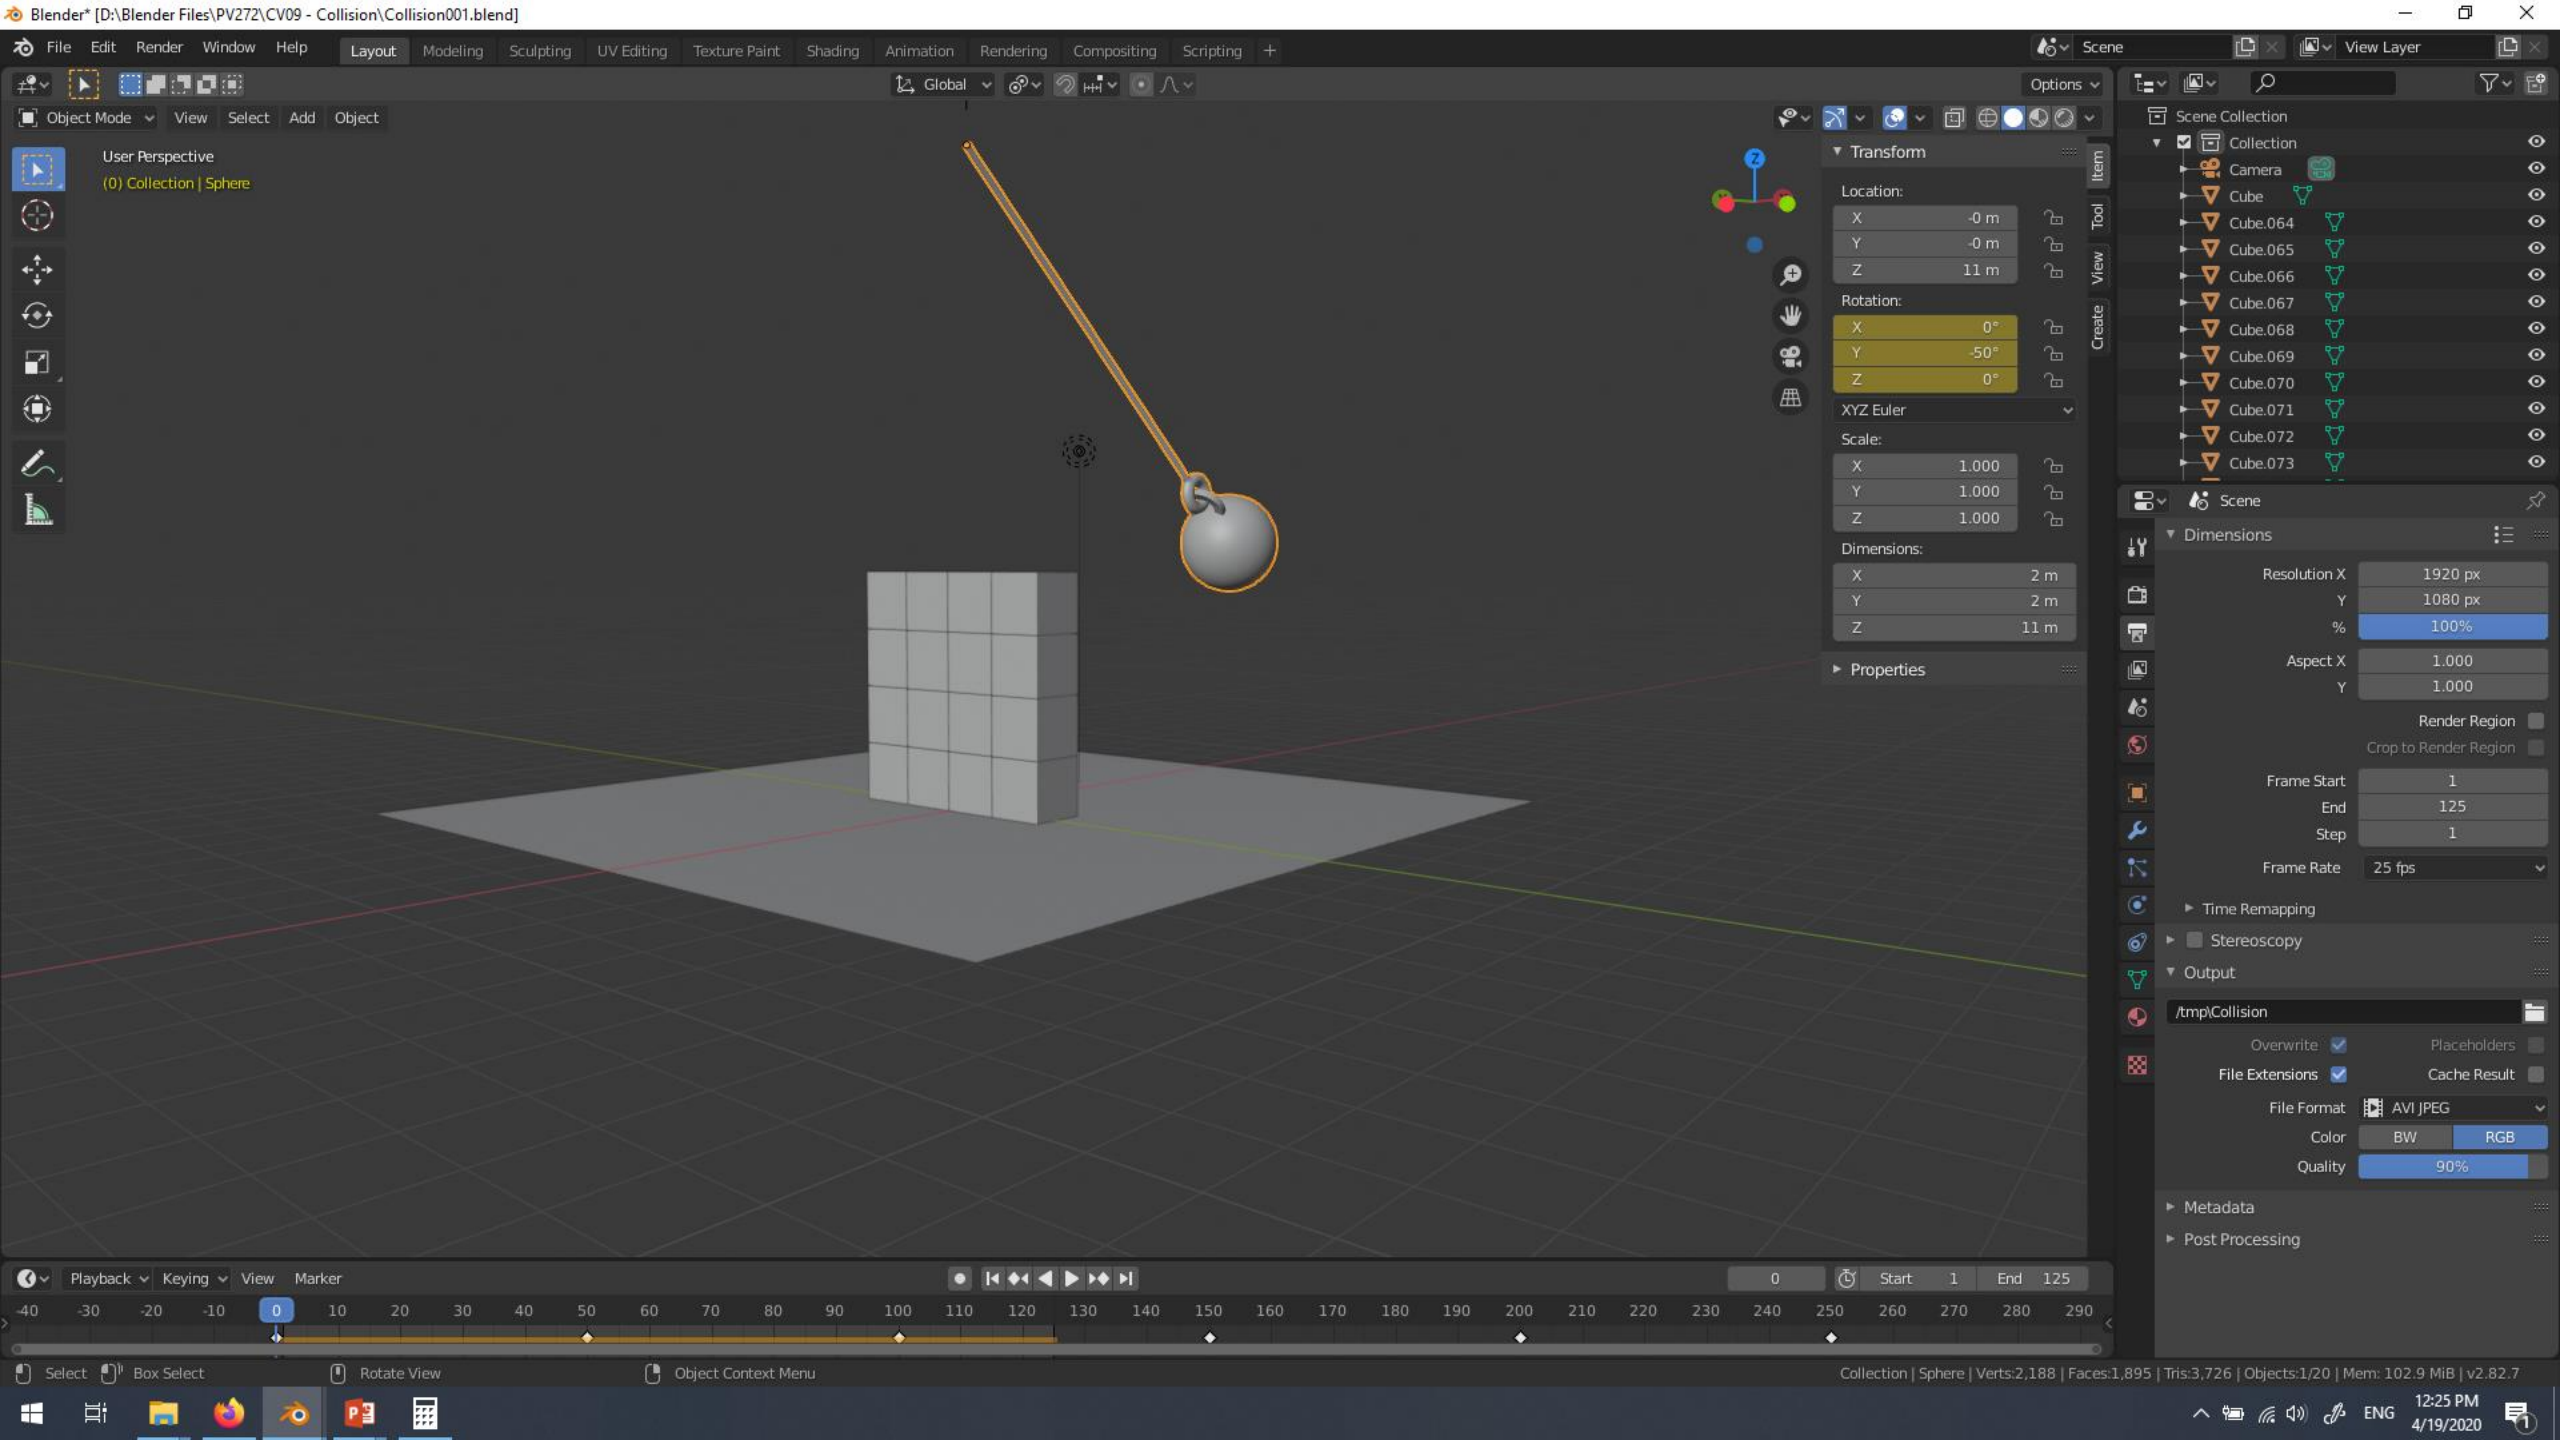 Blender* [D:\Blender Files\PV272\CV09 - Collision\Collision001.blend]
File Edit Render Window Help Layout Modeling Sculpting UV Editing Texture Paint Shading Animation Rendering Compositing Scripting + Scene View Layer
Global Options
Object Mode View Select Add Object
User Perspective
(0) Collection | Sphere
Z
Transform
Location:
X -0 m
Y -0 m
Z 11 m
Rotation:
X 0°
Y -50°
Z 0°
XYZ Euler
Scale:
X 1.000
Y 1.000
Z 1.000
Dimensions:
X 2 m
Y 2 m
Z 11 m
Properties
Item
Tool
View
Create
Scene Collection
Collection
Camera
Cube
Cube.064
Cube.065
Cube.066
Cube.067
Cube.068
Cube.069
Cube.070
Cube.071
Cube.072
Cube.073
Scene
Dimensions
Resolution X 1920 px
Y 1080 px
% 100%
Aspect X 1.000
Y 1.000
Render Region
Crop to Render Region
Frame Start 1
End 125
Step 1
Frame Rate 25 fps
Time Remapping
Stereoscopy
Output
/tmp\Collision
Overwrite Placeholders
File Extensions Cache Result
File Format AVI JPEG
Color BW RGB
Quality 90%
Metadata
Post Processing
Playback Keying View Marker 0 Start 1 End 125
-40 -30 -20 -10 0 10 20 30 40 50 60 70 80 90 100 110 120 130 140 150 160 170 180 190 200 210 220 230 240 250 260 270 280 290
Select Box Select Rotate View Object Context Menu Collection | Sphere | Verts:2,188 | Faces:1,895 | Tris:3,726 | Objects:1/20 | Mem: 102.9 MiB | v2.82.7
ENG
12:25 PM
4/19/2020
1